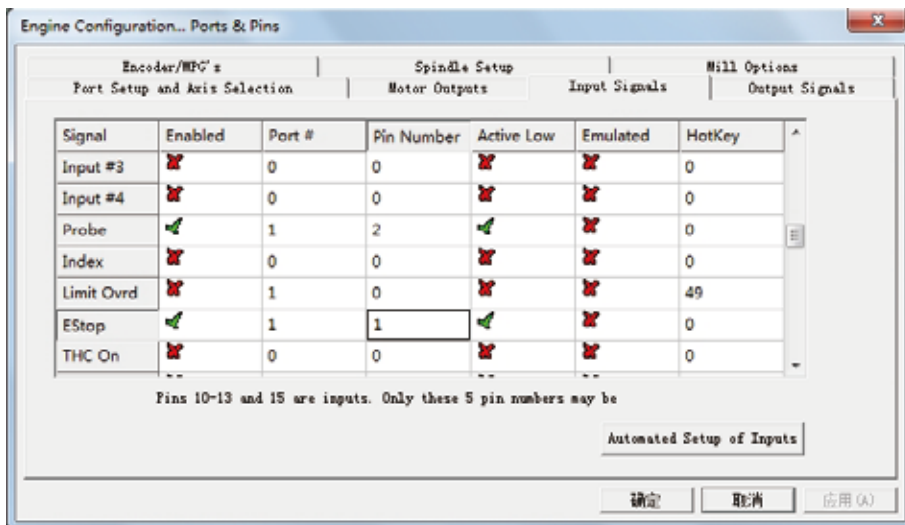 Engine Configuration... Ports & Pins
Encoder/MPG's Spindle Setup Mill Options
Port Setup and Axis Selection Motor Outputs Input Signals Output Signals
Signal Enabled Port # Pin Number Active Low Emulated HotKey
Input #3 0 0 0
Input #4 0 0 0
Probe 1 2 0
Index 0 0 0
Limit Ovrd 1 0 49
EStop 1 1 0
THC On 0 0 0
Pins 10-13 and 15 are inputs. Only these 5 pin numbers may be
Automated Setup of Inputs
确定 取消 应用(A)